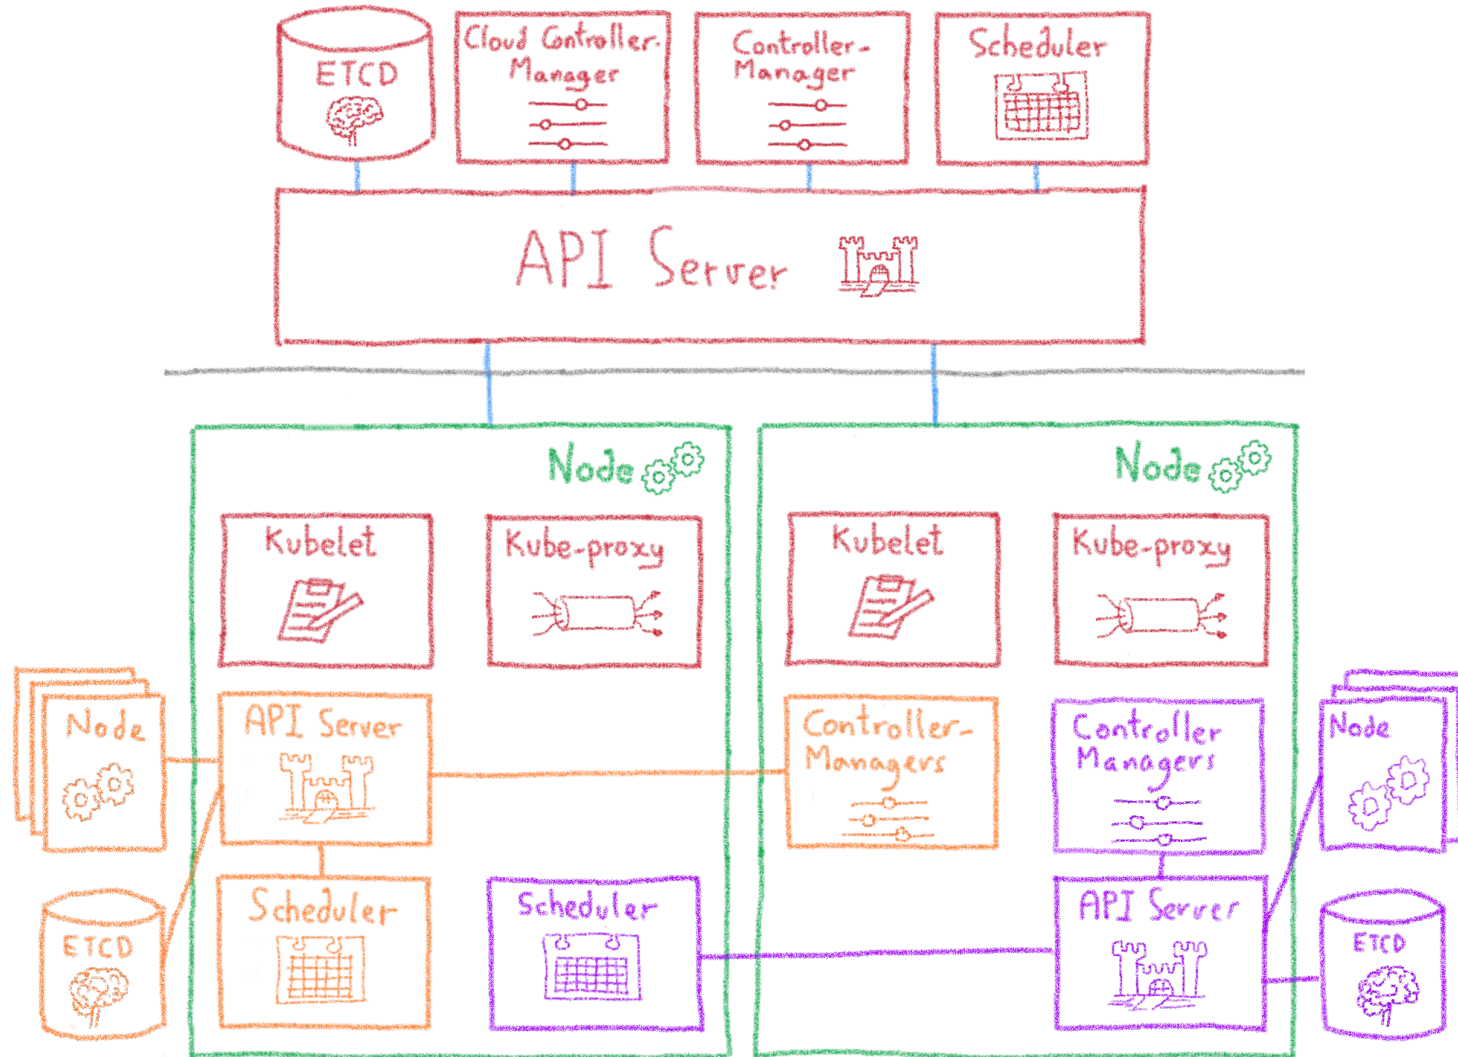 ETCD
Cloud Controller-
Manager
Controller-
Manager
Scheduler
API Server
Node
Node
Kubelet
Kube-proxy
Kubelet
Kube-proxy
Node
API Server
Controller-
Managers
Controller
Managers
Node
ETCD
Scheduler
Scheduler
API Server
ETCD